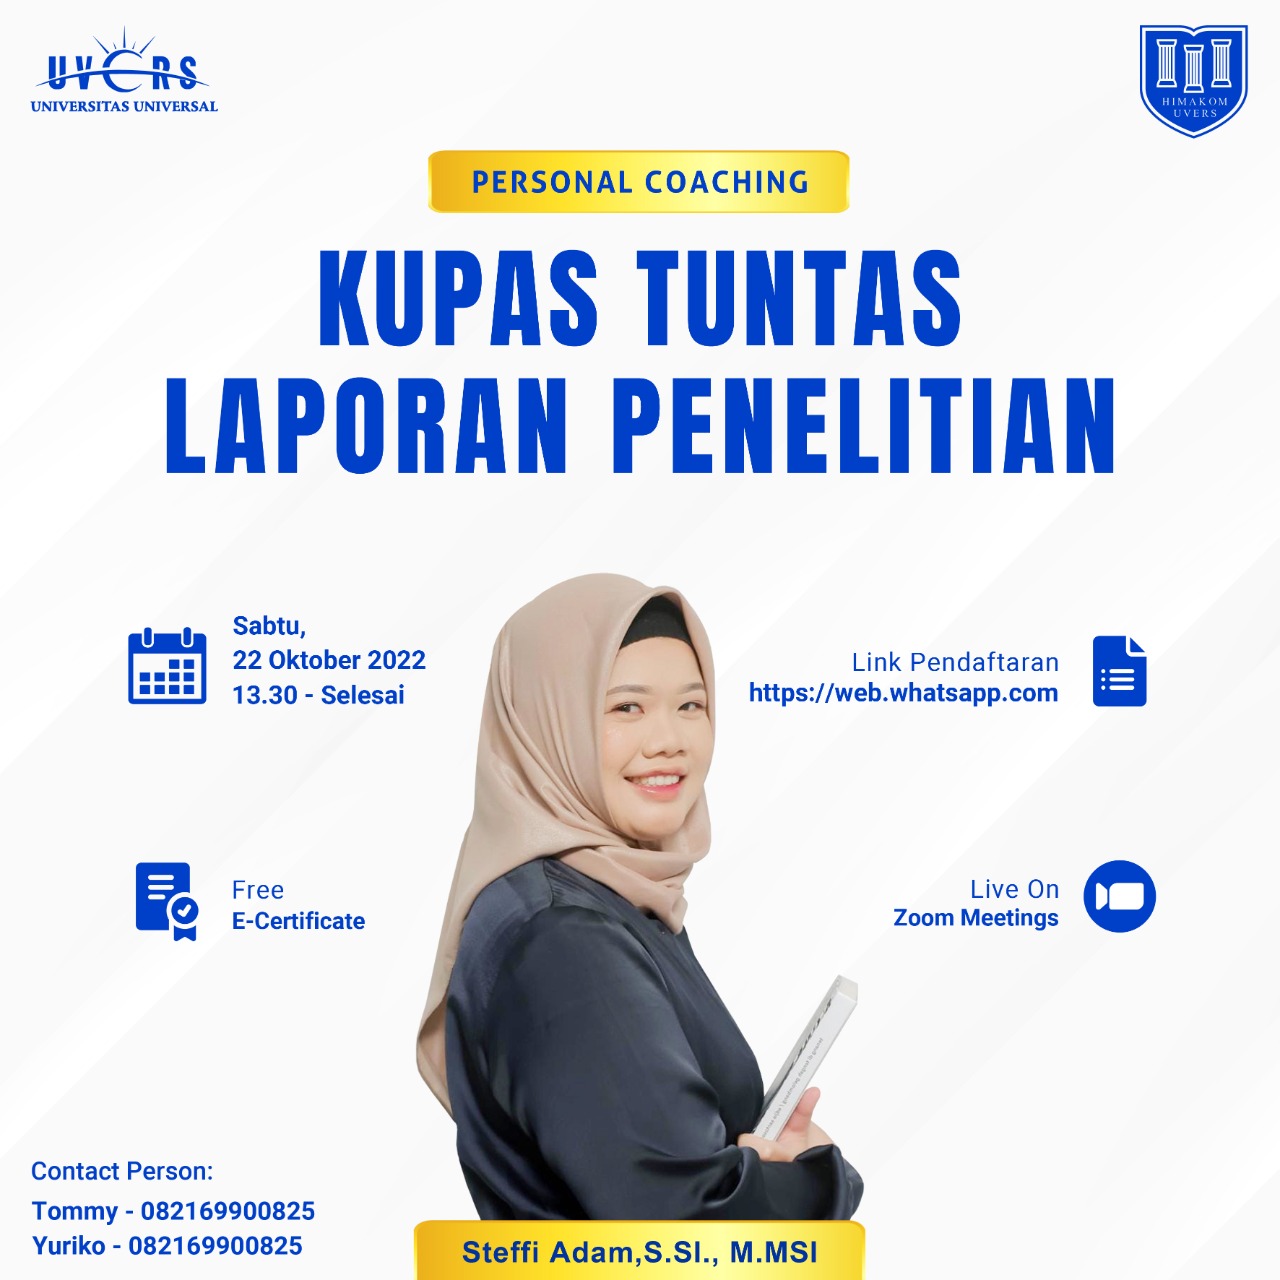 UVERS
UNIVERSITAS UNIVERSAL
HIMAKOM
UVERS
PERSONAL COACHING
KUPAS TUNTAS
LAPORAN PENELITIAN
Sabtu,
22 Oktober 2022
13.30 - Selesai
Link Pendaftaran
https://web.whatsapp.com
Free
E-Certificate
Live On
Zoom Meetings
Contact Person:
Tommy - 082169900825
Yuriko - 082169900825
Steffi Adam,S.SI., M.MSI